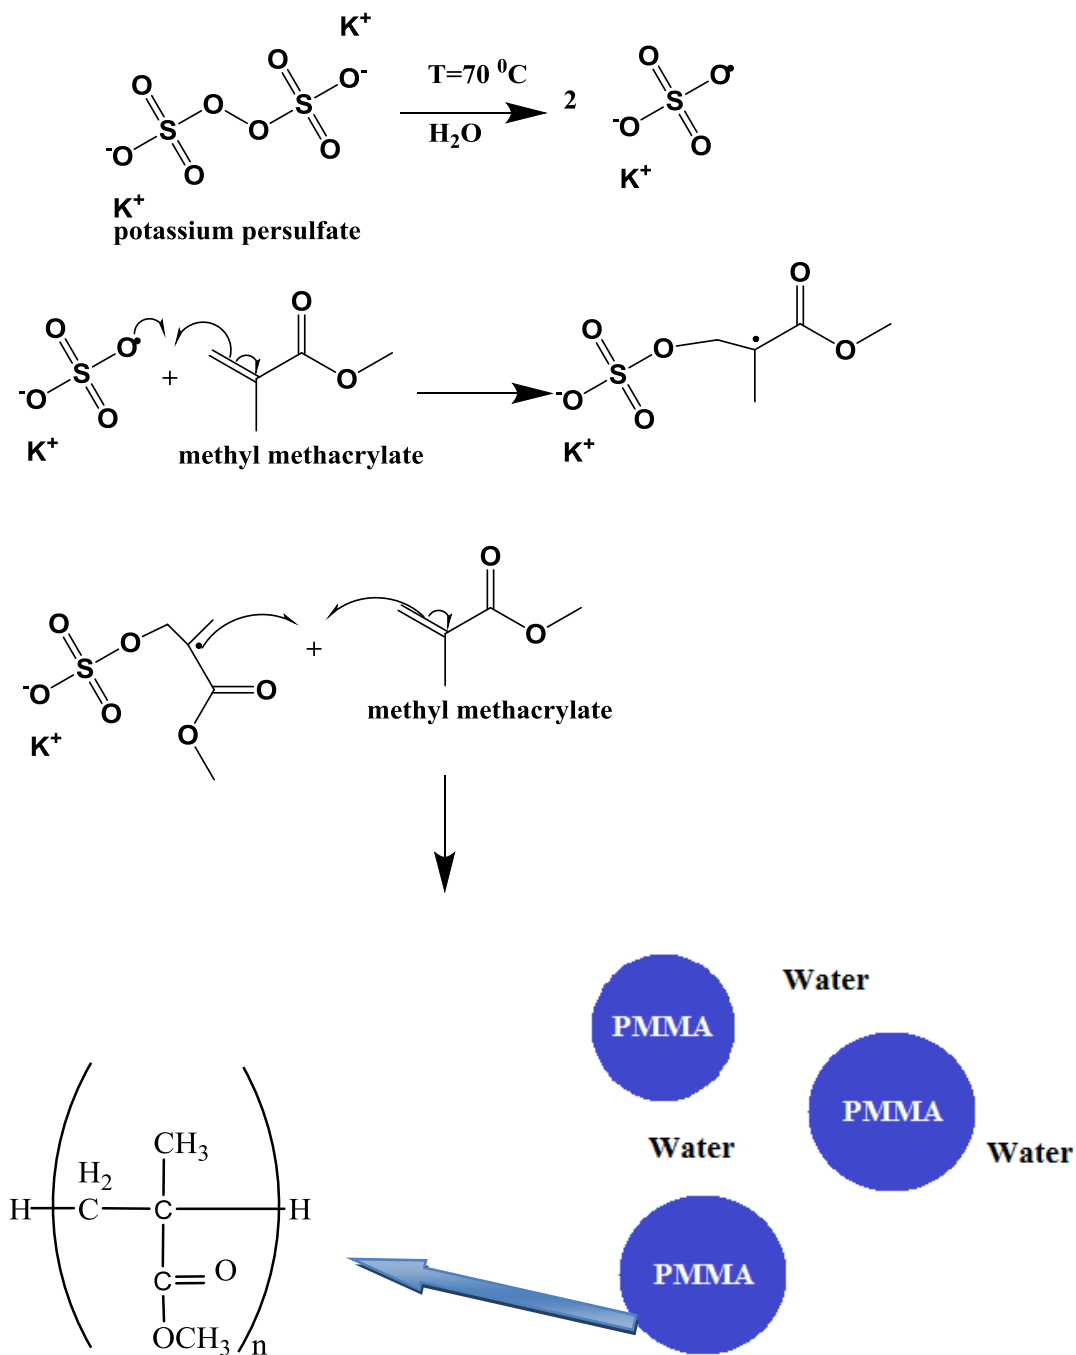 K⁺
O
O
O⁻
S
O
O
S
⁻O
O
O
O
K⁺
potassium persulfate
T=70 ⁰C
H₂O
2
O
O•
S
⁻O
O
K⁺
O
O•
S
⁻O
O
K⁺
+
O
O
methyl methacrylate
O
O
O
•
S
O
⁻O
O
K⁺
O
O
•
S
⁻O
O
O
O
K⁺
+
O
O
methyl methacrylate
PMMA
Water
PMMA
Water
Water
PMMA
CH₃
H₂
H
C
C
H
C
O
OCH₃
n